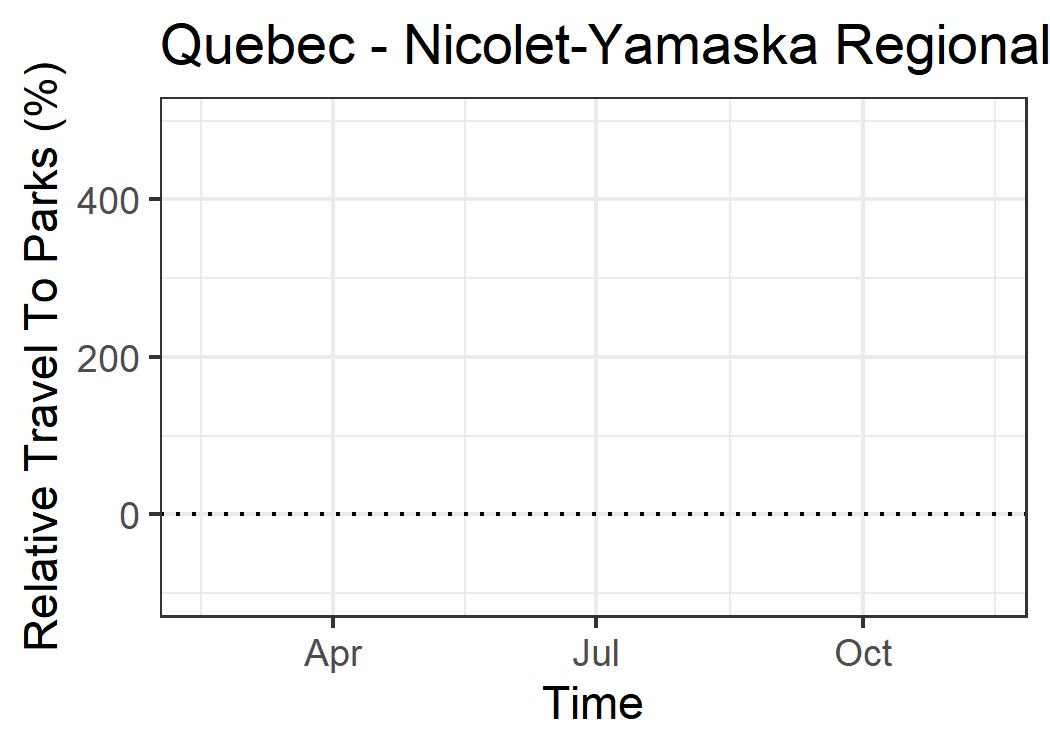 Quebec - Nicolet-Yamaska Regional
Relative Travel To Parks (%)
400
200
0
Apr Jul Oct
Time